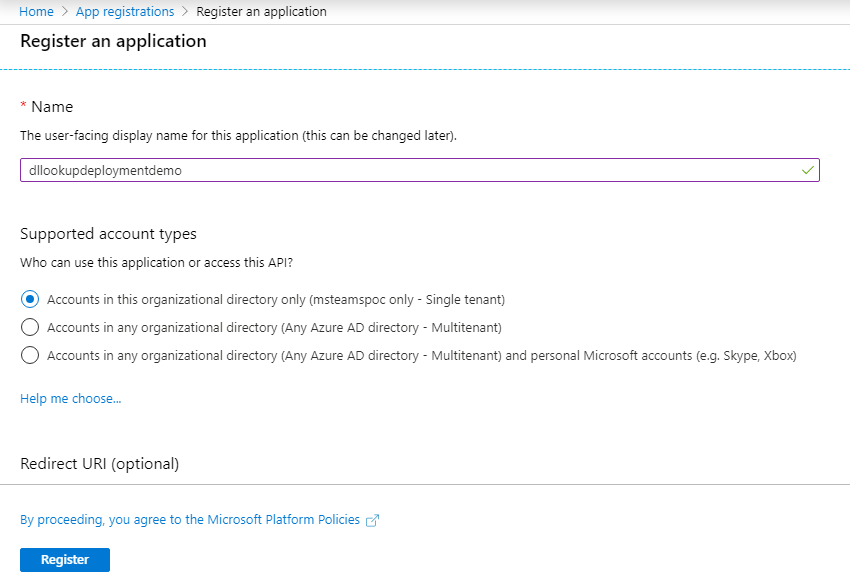 Home > App registrations > Register an application
Register an application
* Name
The user-facing display name for this application (this can be changed later).
dllookupdeploymentdemo
Supported account types
Who can use this application or access this API?
Accounts in this organizational directory only (msteamspoc only - Single tenant)
Accounts in any organizational directory (Any Azure AD directory - Multitenant)
Accounts in any organizational directory (Any Azure AD directory - Multitenant) and personal Microsoft accounts (e.g. Skype, Xbox)
Help me choose...
Redirect URI (optional)
By proceeding, you agree to the Microsoft Platform Policies
Register